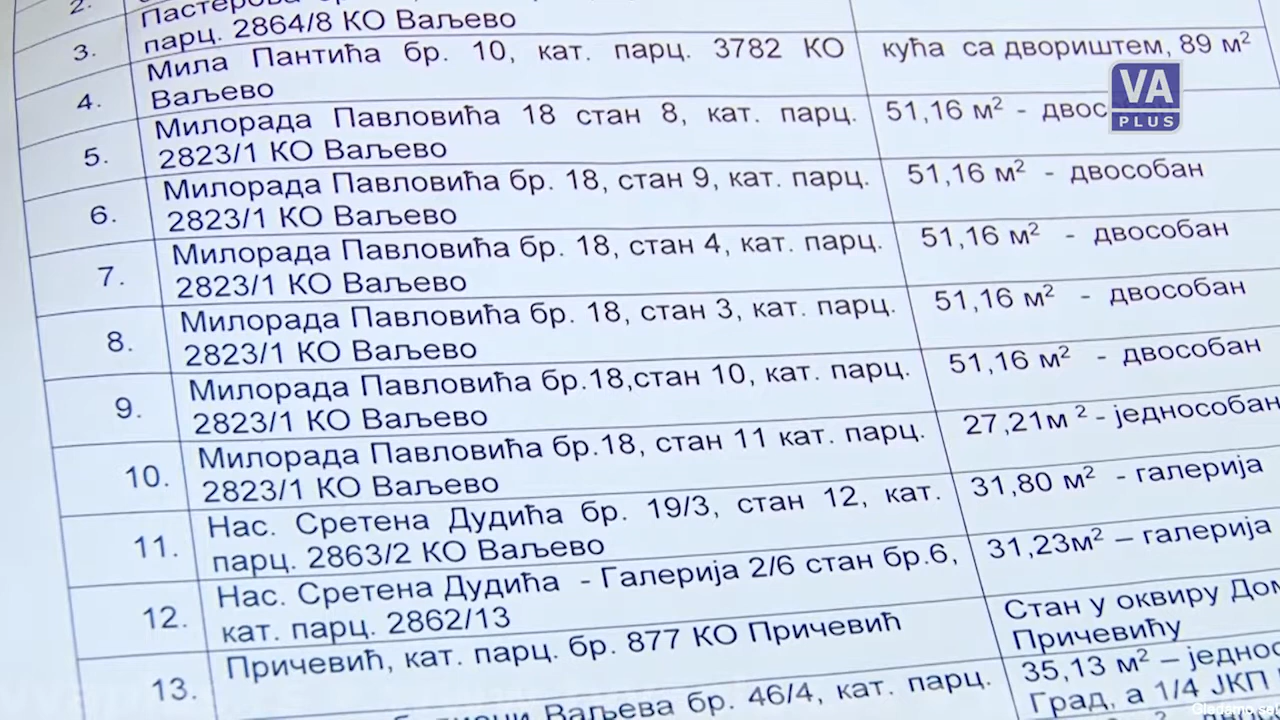 2.
Пастерова
парц. 2864/8 КО Ваљево
3.
Мила Пантића бр. 10, кат. парц. 3782 КО
Ваљево
кућа са двориштем, 89 м²
4.
Милорада Павловића 18 стан 8, кат. парц.
2823/1 КО Ваљево
51,16 м² -
5.
Милорада Павловића бр. 18, стан 9, кат. парц.
2823/1 КО Ваљево
51,16 м² - двособан
6.
Милорада Павловића бр. 18, стан 4, кат. парц.
2823/1 КО Ваљево
51,16 м² - двособан
7.
Милорада Павловића бр. 18, стан 3, кат. парц.
2823/1 КО Ваљево
51,16 м² - двособан
8.
Милорада Павловића бр.18,стан 10, кат. парц.
2823/1 КО Ваљево
51,16 м² - двособан
9.
Милорада Павловића бр.18, стан 11 кат. парц.
2823/1 КО Ваљево
27,21м ² - једнособан
10.
Нас. Сретена Дудића бр. 19/3, стан 12, кат.
парц. 2863/2 КО Ваљево
31,80 м² - галерија
11.
Нас. Сретена Дудића - Галерија 2/6 стан бр.6,
кат. парц. 2862/13
31,23м² – галерија
12.
Причевић, кат. парц. бр. 877 КО Причевић
Стан у оквиру
Причевићу
13.
Ваљева бр. 46/4, кат. парц.
35,13 м² –
Град, а 1/4 ЈКП
VA
PLUS